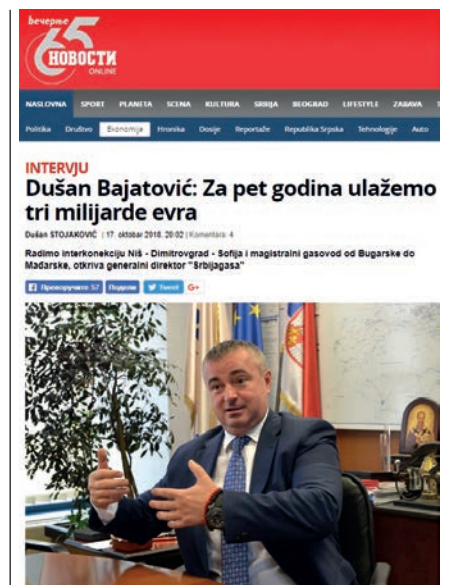 вечерње
65
НОВОСТИ
ONLINE
NASLOVNA SPORT PLANETA SCENA KULTURA SRBIJA BEOGRAD LIFESTYLE ZABAVA
Politika Društvo Ekonomija Hronika Dosije Reportaže Republika Srpska Tehnologije Auto
INTERVJU
Dušan Bajatović: Za pet godina ulažemo
tri milijarde evra
Dušan STOJAKOVIĆ | 17. oktobar 2018. 20:02 | Komentara: 4
Radimo interkonekciju Niš - Dimitrovgrad - Sofija i magistralni gasovod od Bugarske do
Mađarske, otkriva generalni direktor "Srbijagasa"
Препоручите 57 Подели Tweet G+